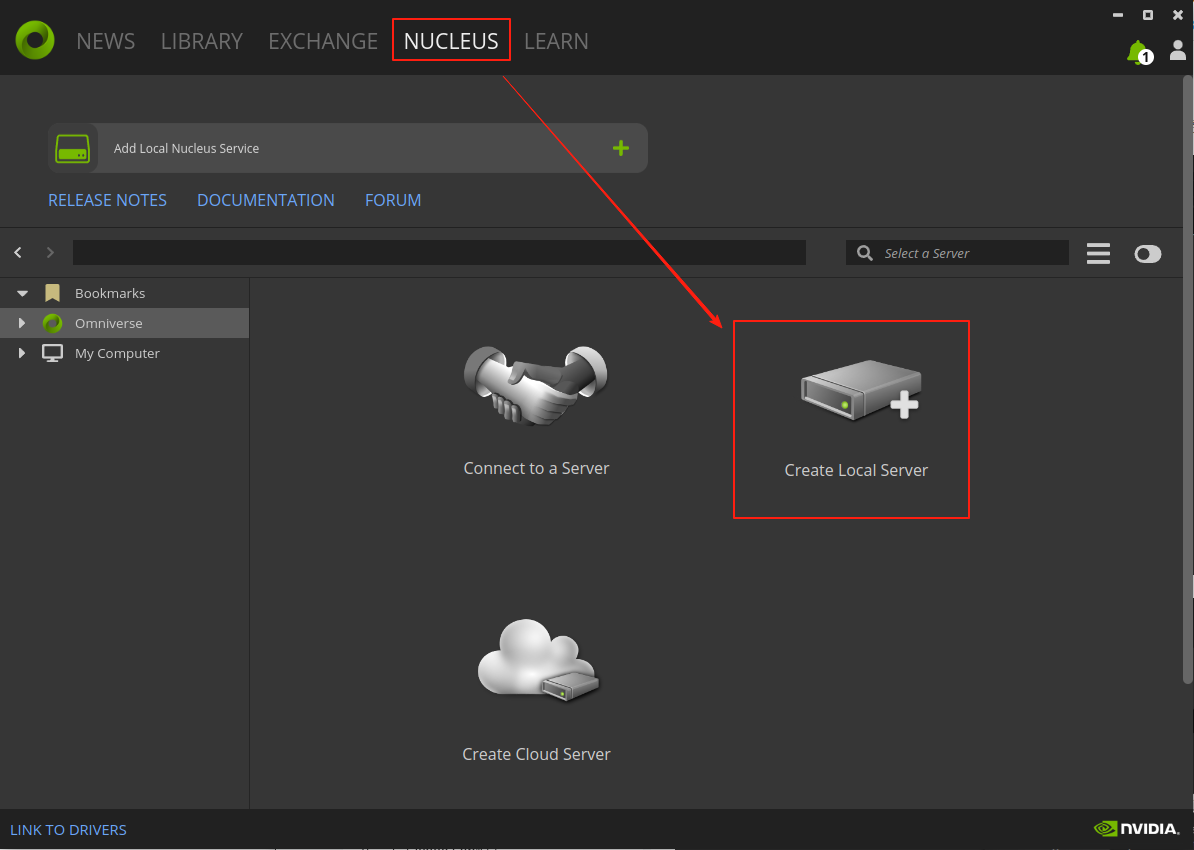 NEWS LIBRARY EXCHANGE NUCLEUS LEARN
1
Add Local Nucleus Service
RELEASE NOTES DOCUMENTATION FORUM
Select a Server
Bookmarks
Omniverse
My Computer
Connect to a Server
Create Local Server
Create Cloud Server
LINK TO DRIVERS
NVIDIA.